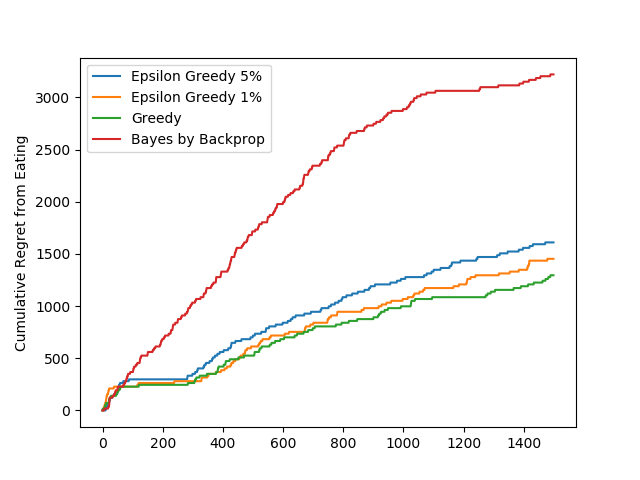 Epsilon Greedy 5%
Epsilon Greedy 1%
Greedy
Bayes by Backprop
Cumulative Regret from Eating
3000
2500
2000
1500
1000
500
0
0 200 400 600 800 1000 1200 1400